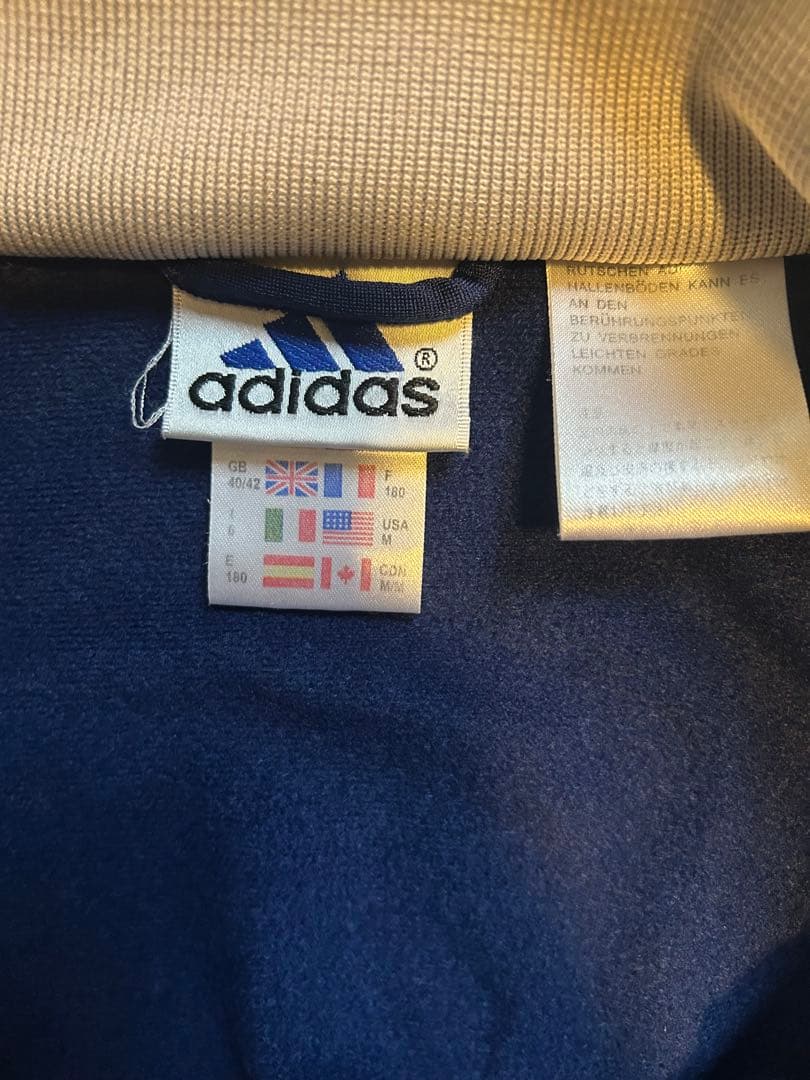 adidas®
GB
40/42
F
180
I
6
USA
M
E
180
CDN
M/M
RUTSCHEN AUF
HALLENBÖDEN KANN ES
AN DEN
BERÜHRUNGSPUNKTEN
ZU VERBRENNUNGEN
LEICHTEN GRADES
KOMMEN